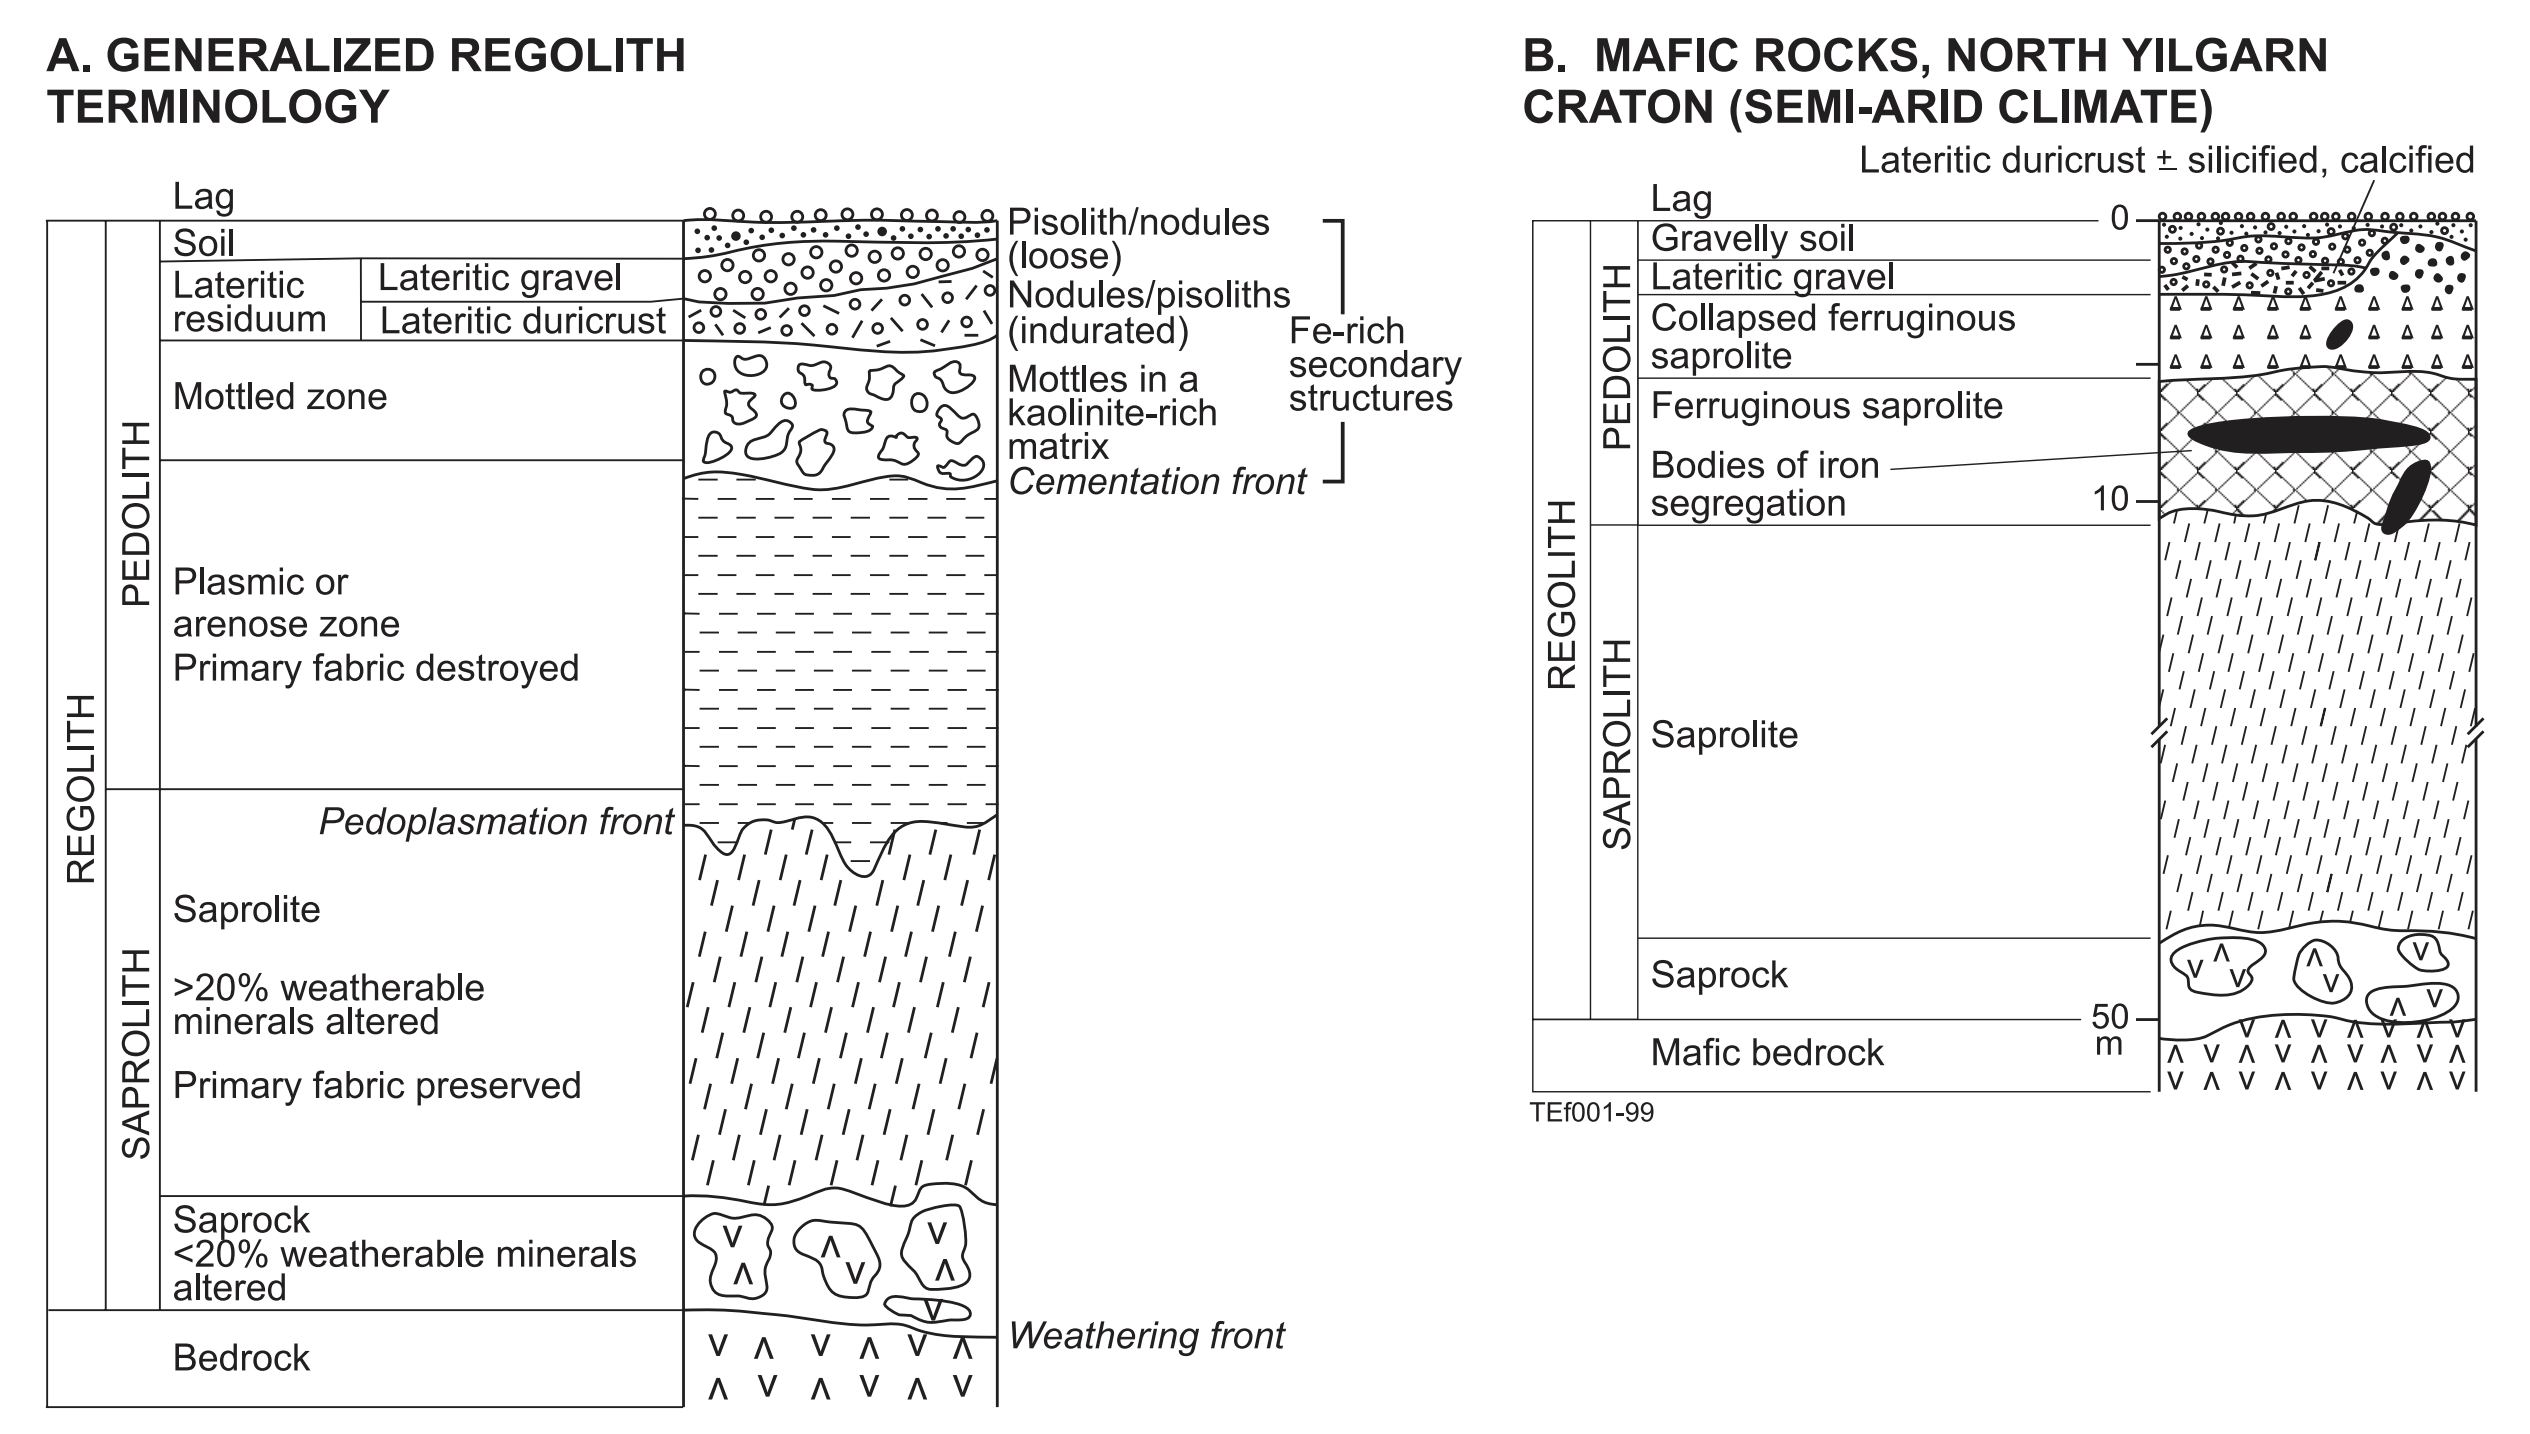 A. GENERALIZED REGOLITH
TERMINOLOGY
REGOLITH
PEDOLITH
SAPROLITH
Lag
Soil
Lateritic
residuum
Lateritic gravel
Lateritic duricrust
Mottled zone
Plasmic or
arenose zone
Primary fabric destroyed
Pedoplasmation front
Saprolite
>20% weatherable
minerals altered
Primary fabric preserved
Saprock
<20% weatherable minerals
altered
Bedrock
Pisolith/nodules
(loose)
Nodules/pisoliths
(indurated)
Mottles in a
kaolinite-rich
matrix
Cementation front
Fe-rich
secondary
structures
Weathering front
B. MAFIC ROCKS, NORTH YILGARN
CRATON (SEMI-ARID CLIMATE)
Lateritic duricrust ± silicified, calcified
REGOLITH
PEDOLITH
SAPROLITH
Lag
0
Gravelly soil
Lateritic gravel
Collapsed ferruginous
saprolite
Ferruginous saprolite
Bodies of iron
segregation
10
Saprolite
Saprock
50
m
Mafic bedrock
TEf001-99